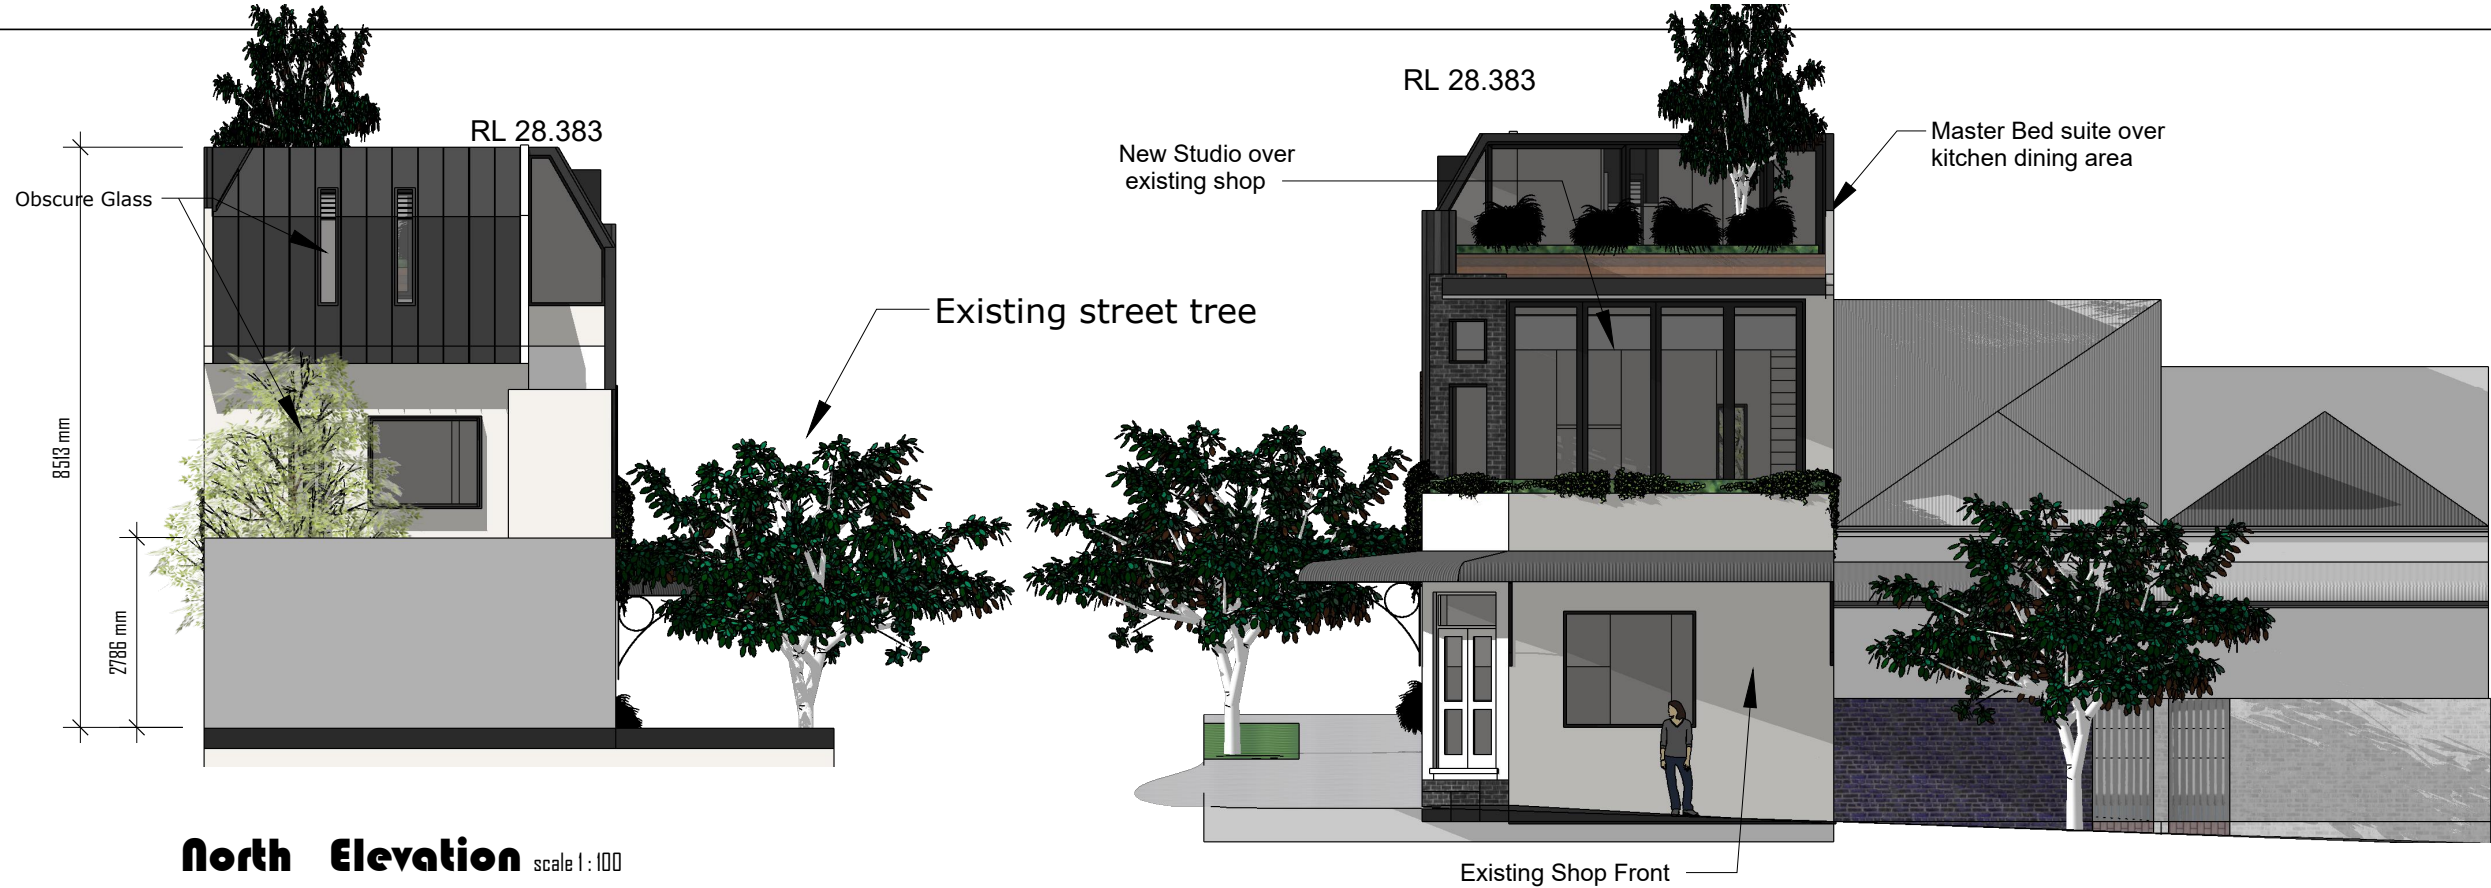 RL 28.383
Obscure Glass
Existing street tree
8513 mm
2786 mm
North Elevation scale 1 : 100
RL 28.383
New Studio over
existing shop
Master Bed suite over
kitchen dining area
Existing Shop Front